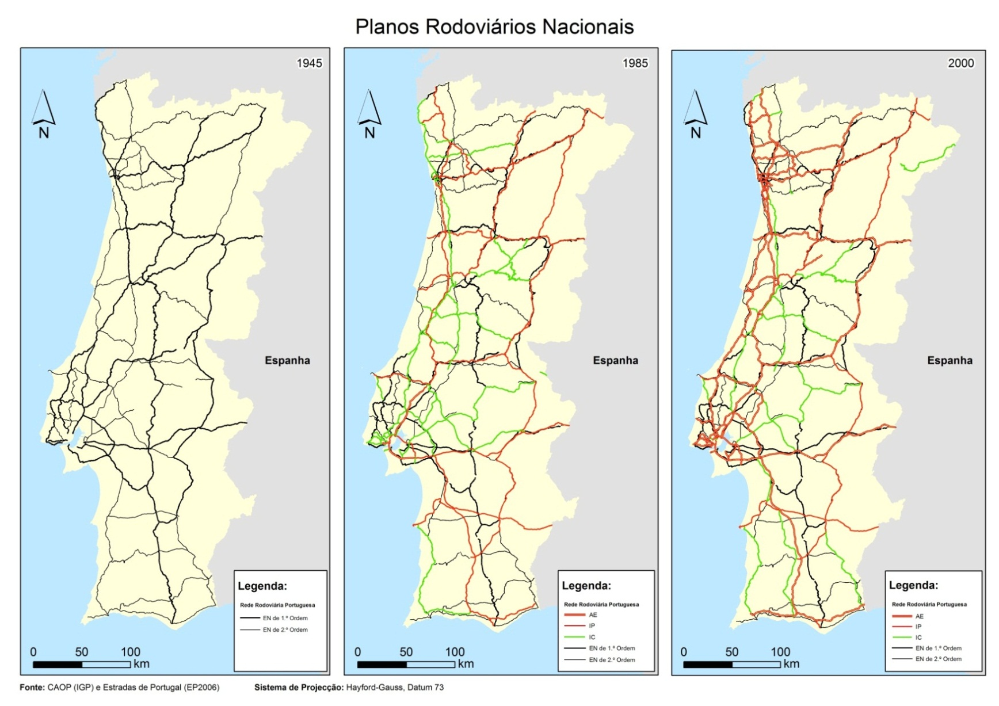 Planos Rodoviários Nacionais
1945
N
Espanha
Legenda:
Rede Rodoviária Portuguesa
EN de 1.º Ordem
EN de 2.º Ordem
0 50 100
km
1985
N
Espanha
Legenda:
Rede Rodoviária Portuguesa
AE
IP
IC
EN de 1.º Ordem
EN de 2.º Ordem
0 50 100
km
2000
N
Espanha
Legenda:
Rede Rodoviária Portuguesa
AE
IP
IC
EN de 1.º Ordem
EN de 2.º Ordem
0 50 100
km
Fonte: CAOP (IGP) e Estradas de Portugal (EP2006) Sistema de Projecção: Hayford-Gauss, Datum 73